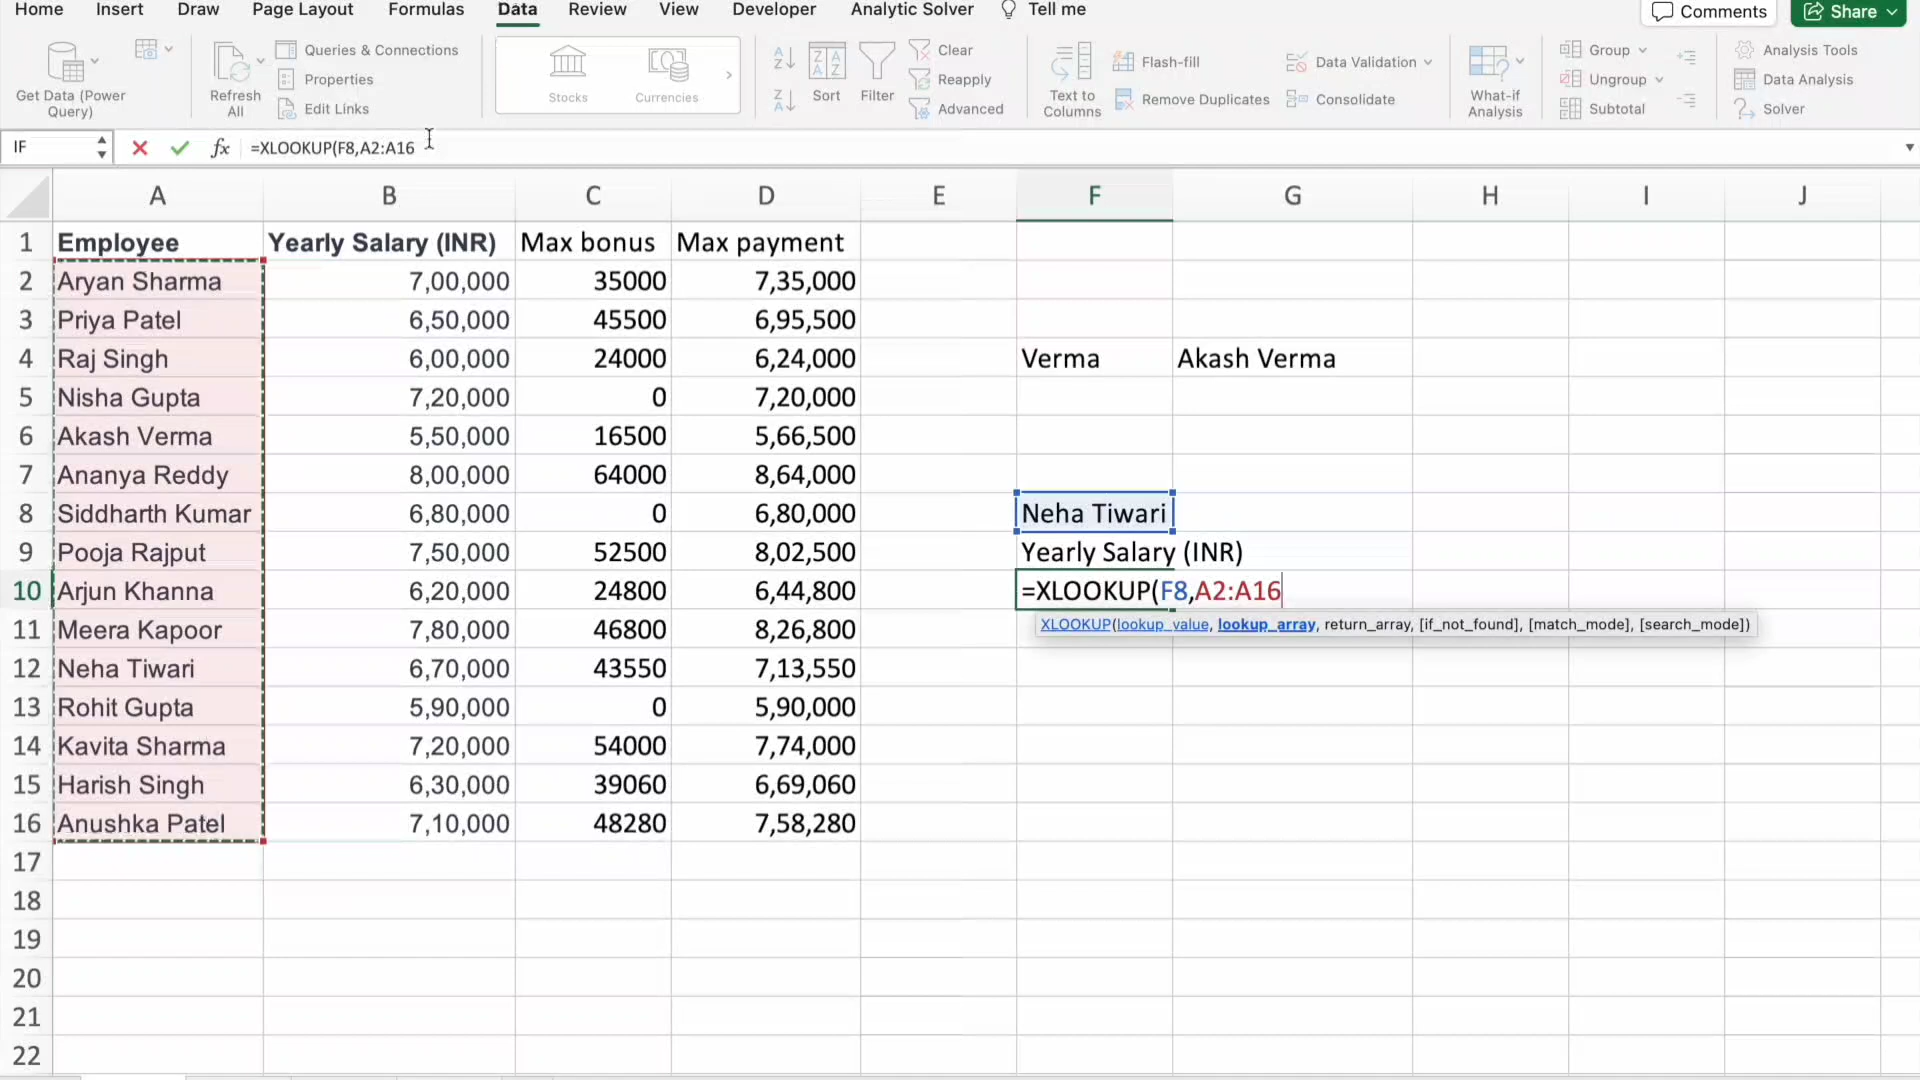 Home Insert Draw Page Layout Formulas Data Review View Developer Analytic Solver Tell me Comments Share
Get Data (Power Query)
Refresh All
Queries & Connections
Properties
Edit Links
Stocks Currencies
Sort Filter
Clear
Reapply
Advanced
Text to Columns
Flash-fill
Remove Duplicates
Data Validation
Consolidate
What-if Analysis
Group
Ungroup
Subtotal
Analysis Tools
Data Analysis
Solver
IF fx =XLOOKUP(F8,A2:A16
A B C D E F G H I J
1 Employee Yearly Salary (INR) Max bonus Max payment
2 Aryan Sharma 7,00,000 35000 7,35,000
3 Priya Patel 6,50,000 45500 6,95,500
4 Raj Singh 6,00,000 24000 6,24,000 Verma Akash Verma
5 Nisha Gupta 7,20,000 0 7,20,000
6 Akash Verma 5,50,000 16500 5,66,500
7 Ananya Reddy 8,00,000 64000 8,64,000
8 Siddharth Kumar 6,80,000 0 6,80,000 Neha Tiwari
9 Pooja Rajput 7,50,000 52500 8,02,500 Yearly Salary (INR)
10 Arjun Khanna 6,20,000 24800 6,44,800 =XLOOKUP(F8,A2:A16
XLOOKUP(lookup_value, lookup_array, return_array, [if_not_found], [match_mode], [search_mode])
11 Meera Kapoor 7,80,000 46800 8,26,800
12 Neha Tiwari 6,70,000 43550 7,13,550
13 Rohit Gupta 5,90,000 0 5,90,000
14 Kavita Sharma 7,20,000 54000 7,74,000
15 Harish Singh 6,30,000 39060 6,69,060
16 Anushka Patel 7,10,000 48280 7,58,280
17
18
19
20
21
22